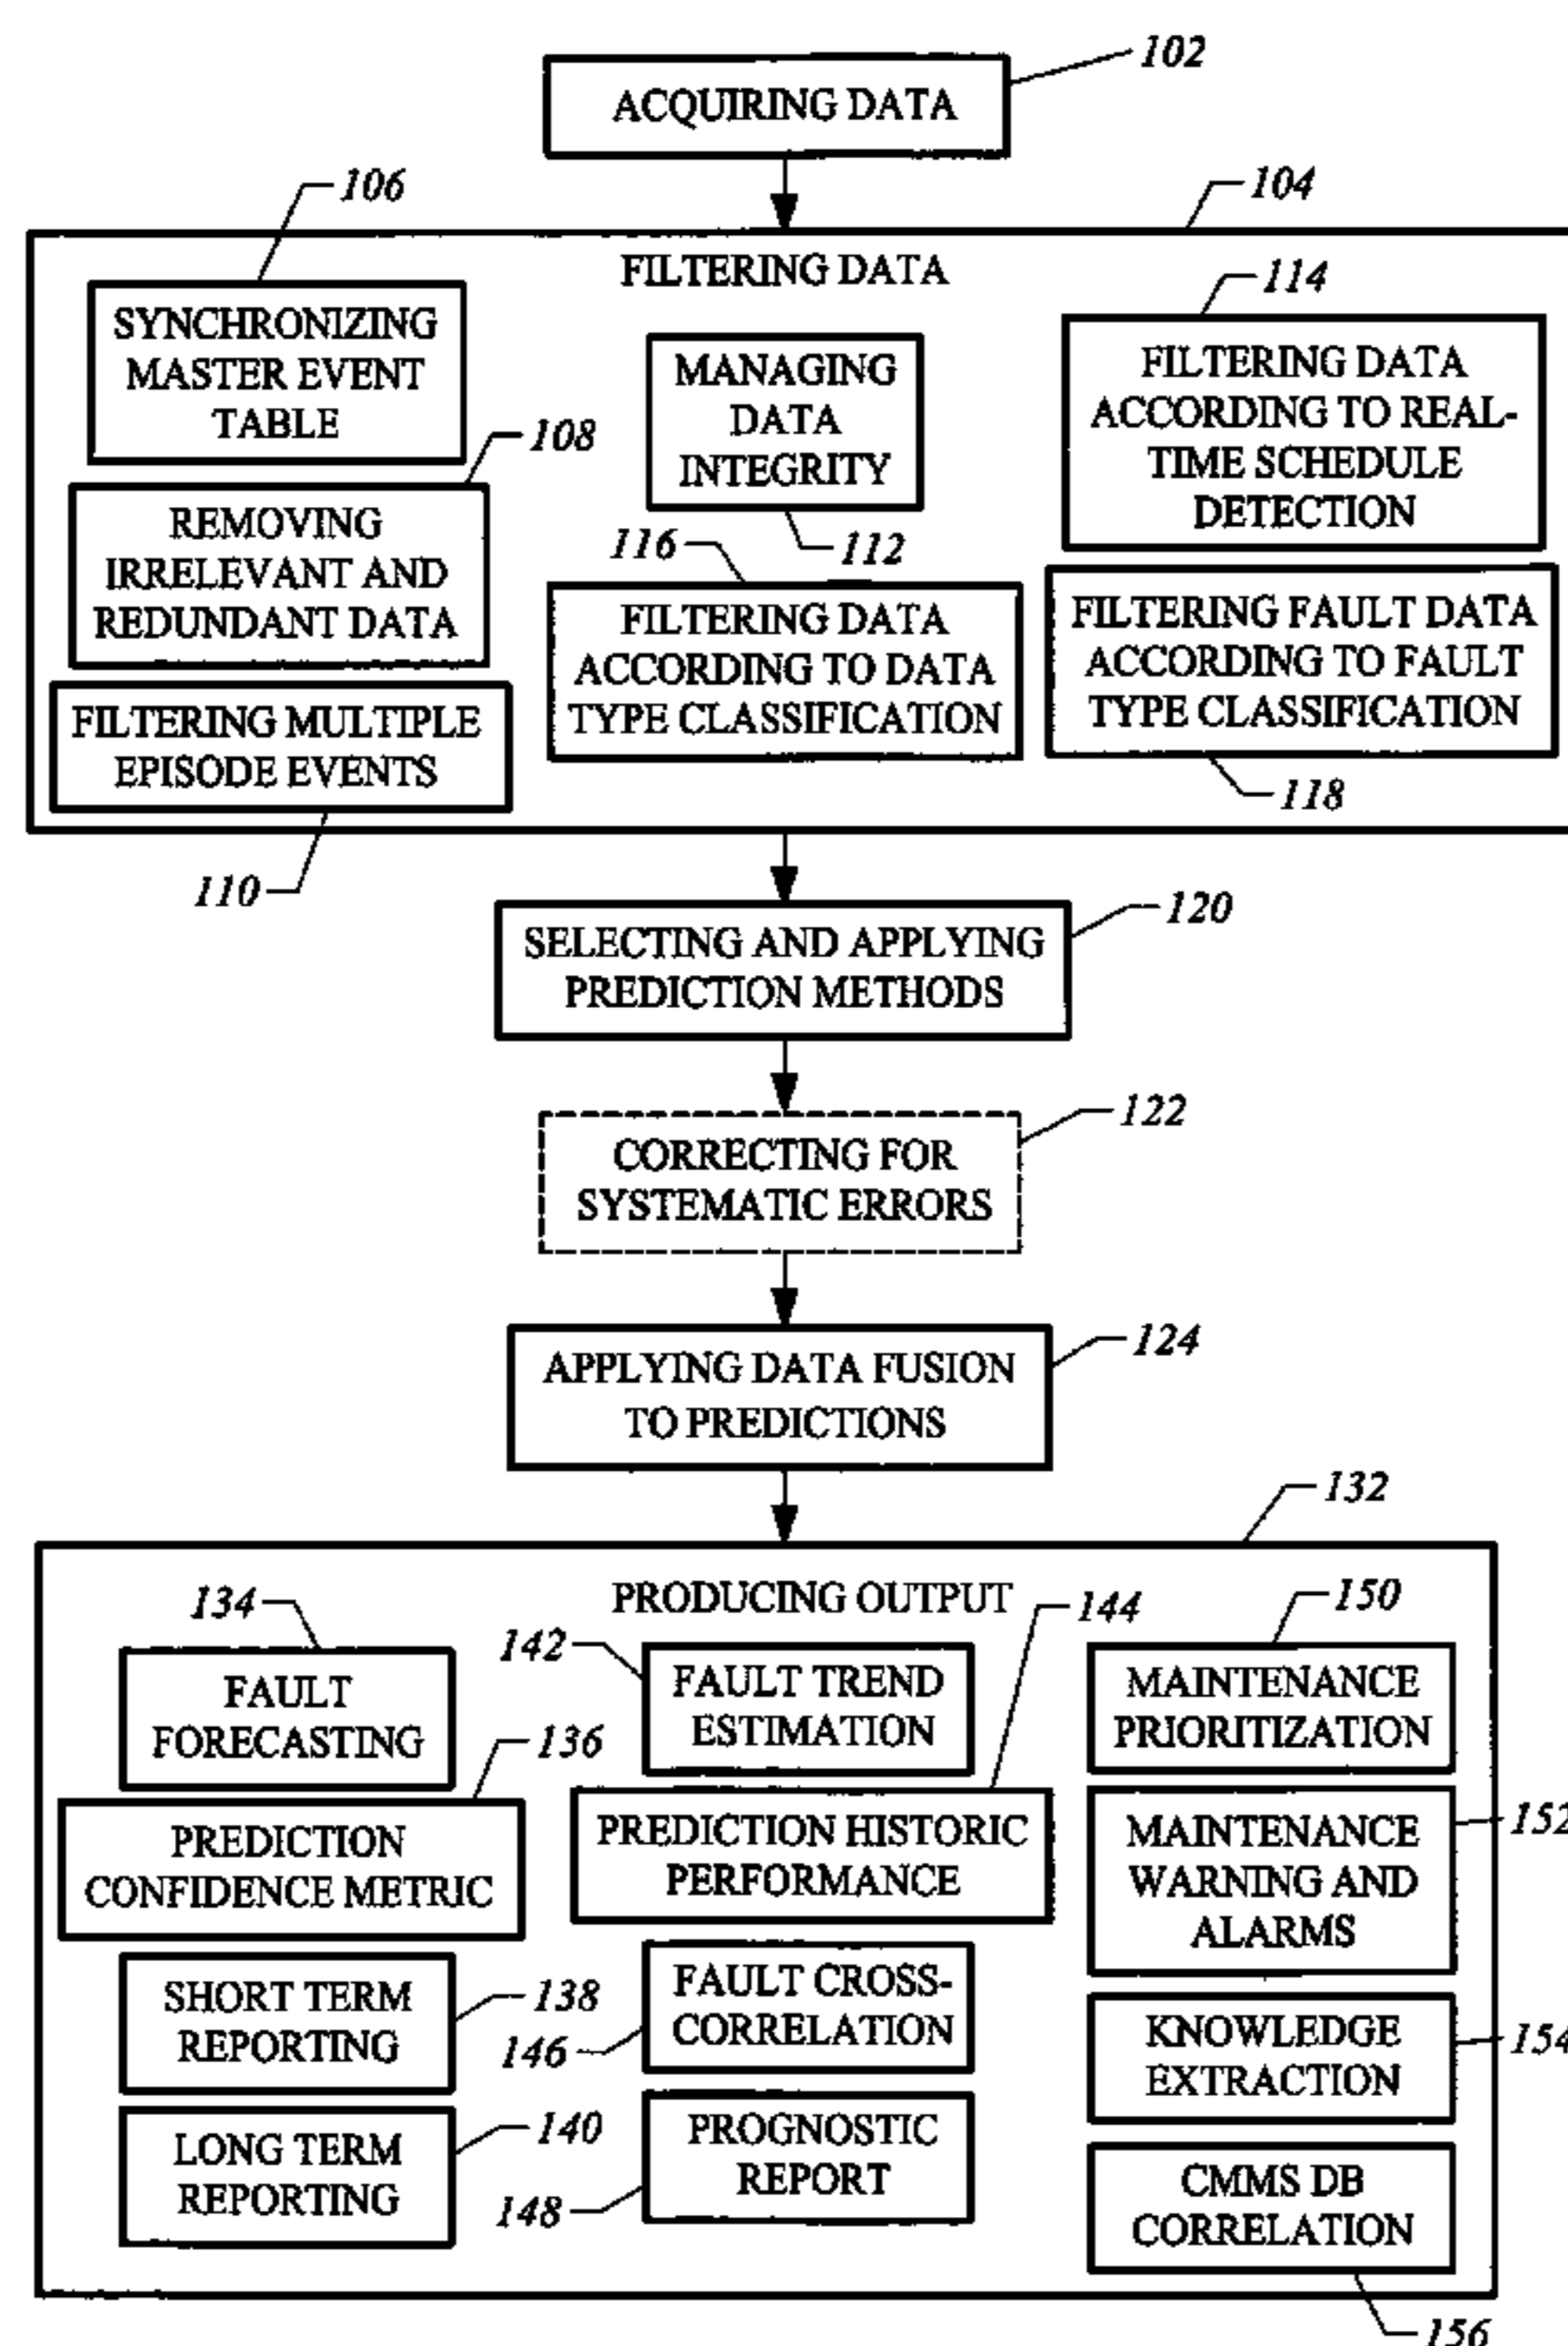 102
ACQUIRING DATA
106
104
FILTERING DATA
SYNCHRONIZING
MASTER EVENT
TABLE
108
REMOVING
IRRELEVANT AND
REDUNDANT DATA
FILTERING MULTIPLE
EPISODE EVENTS
110
MANAGING
DATA
INTEGRITY
112
116
FILTERING DATA
ACCORDING TO DATA
TYPE CLASSIFICATION
114
FILTERING DATA
ACCORDING TO REAL-
TIME SCHEDULE
DETECTION
FILTERING FAULT DATA
ACCORDING TO FAULT
TYPE CLASSIFICATION
118
120
SELECTING AND APPLYING
PREDICTION METHODS
122
CORRECTING FOR
SYSTEMATIC ERRORS
124
APPLYING DATA FUSION
TO PREDICTIONS
132
PRODUCING OUTPUT
134
FAULT
FORECASTING
136
PREDICTION
CONFIDENCE METRIC
SHORT TERM
REPORTING
138
LONG TERM
REPORTING
140
142
FAULT TREND
ESTIMATION
144
PREDICTION HISTORIC
PERFORMANCE
FAULT CROSS-
CORRELATION
146
PROGNOSTIC
REPORT
148
150
MAINTENANCE
PRIORITIZATION
152
MAINTENANCE
WARNING AND
ALARMS
KNOWLEDGE
EXTRACTION
154
CMMS DB
CORRELATION
156